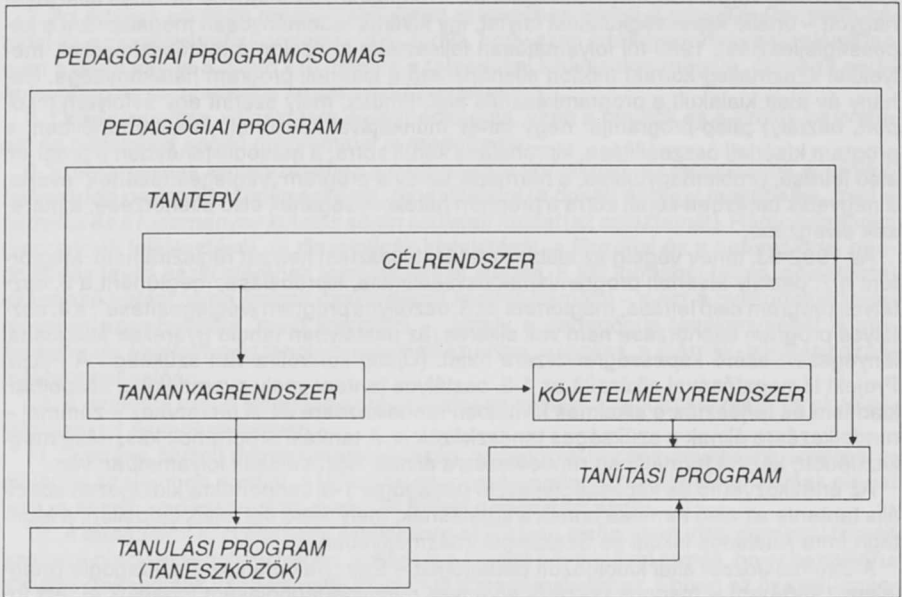 PEDAGÓGIAI PROGRAMCSOMAG
PEDAGÓGIAI PROGRAM
TANTERV
CÉLRENDSZER
TANANYAGRENDSZER
KÖVETELMÉNYRENDSZER
TANÍTÁSI PROGRAM
TANULÁSI PROGRAM
(TANESZKÖZÖK)